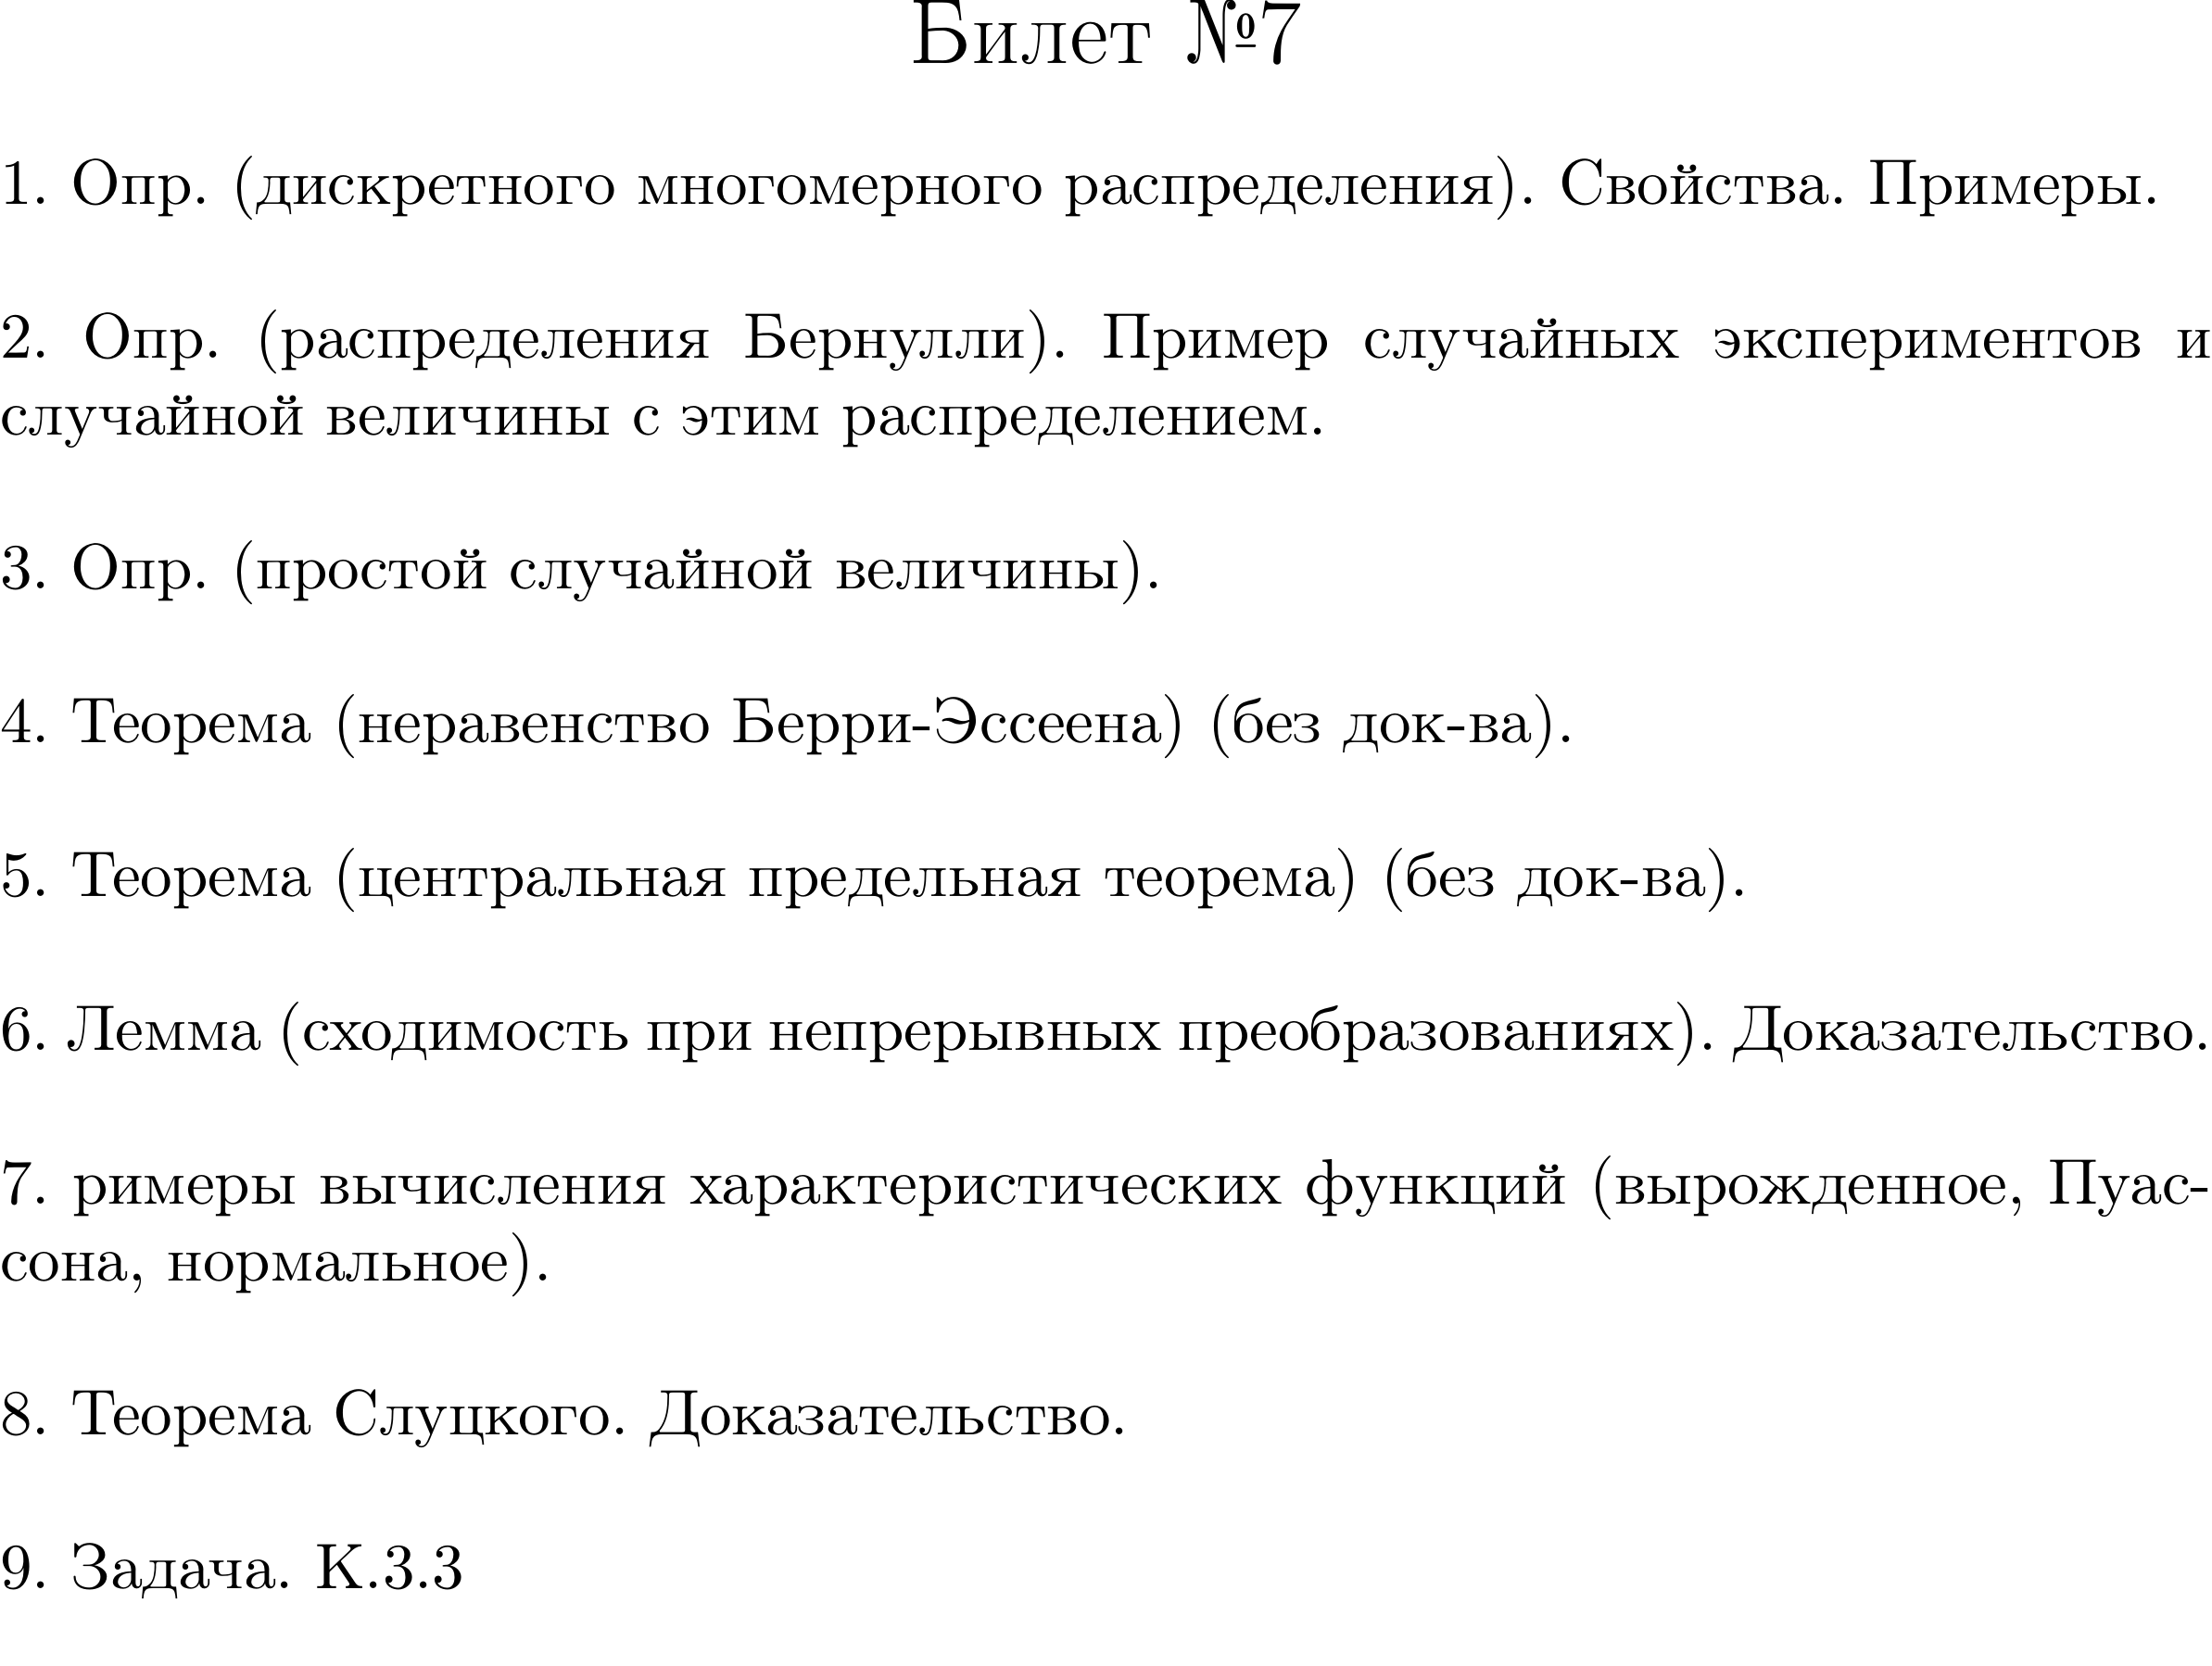 Билет №7
1. Опр. (дискретного многомерного распределения). Свойства. Примеры.
2. Опр. (распределения Бернулли). Пример случайных экспериментов и
случайной величины с этим распределением.
3. Опр. (простой случайной величины).
4. Теорема (неравенство Берри-Эссеена) (без док-ва).
5. Теорема (центральная предельная теорема) (без док-ва).
6. Лемма (сходимость при непрерывных преобразованиях). Доказательство.
7. римеры вычисления характеристических функций (вырожденное, Пуас-
сона, нормальное).
8. Теорема Слуцкого. Доказательство.
9. Задача. К.3.3